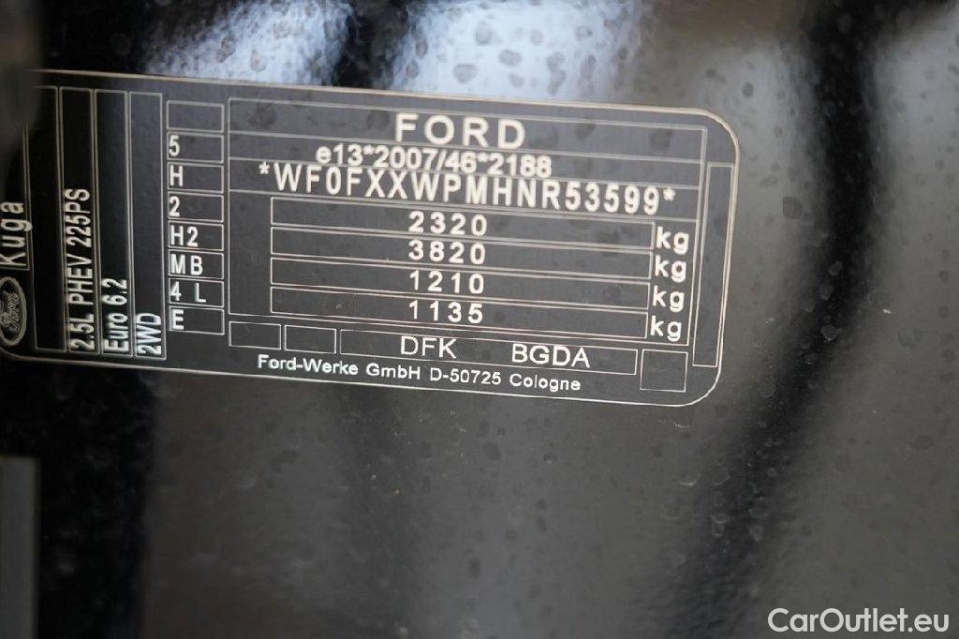 FORD
e13*2007/46*2188
*WF0FXXWPMHNR53599*
2320 kg
3820 kg
1210 kg
1135 kg
DFK BGDA
Ford-Werke GmbH D-50725 Cologne
5
H
2
H2
MB
4 L
E
2WD
Euro 6.2
2.5L PHEV 225PS
Kuga
Ford
CarOutlet.eu